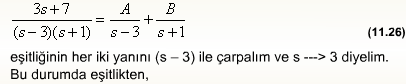 (3s + 7)/((s − 3)(s + 1)) = A/(s − 3) + B/(s + 1) (11.26)
eşitliğinin her iki yanını (s – 3) ile çarpalım ve s ---> 3 diyelim.
Bu durumda eşitlikten,